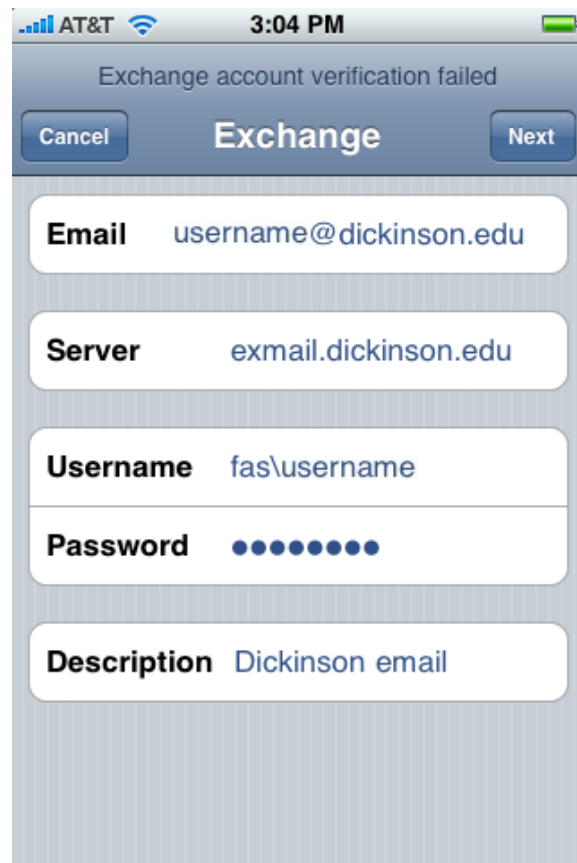 AT&T 3:04 PM
Exchange account verification failed
Cancel Exchange Next
Email username@dickinson.edu
Server exmail.dickinson.edu
Username fas\username
Password ●●●●●●●●
Description Dickinson email